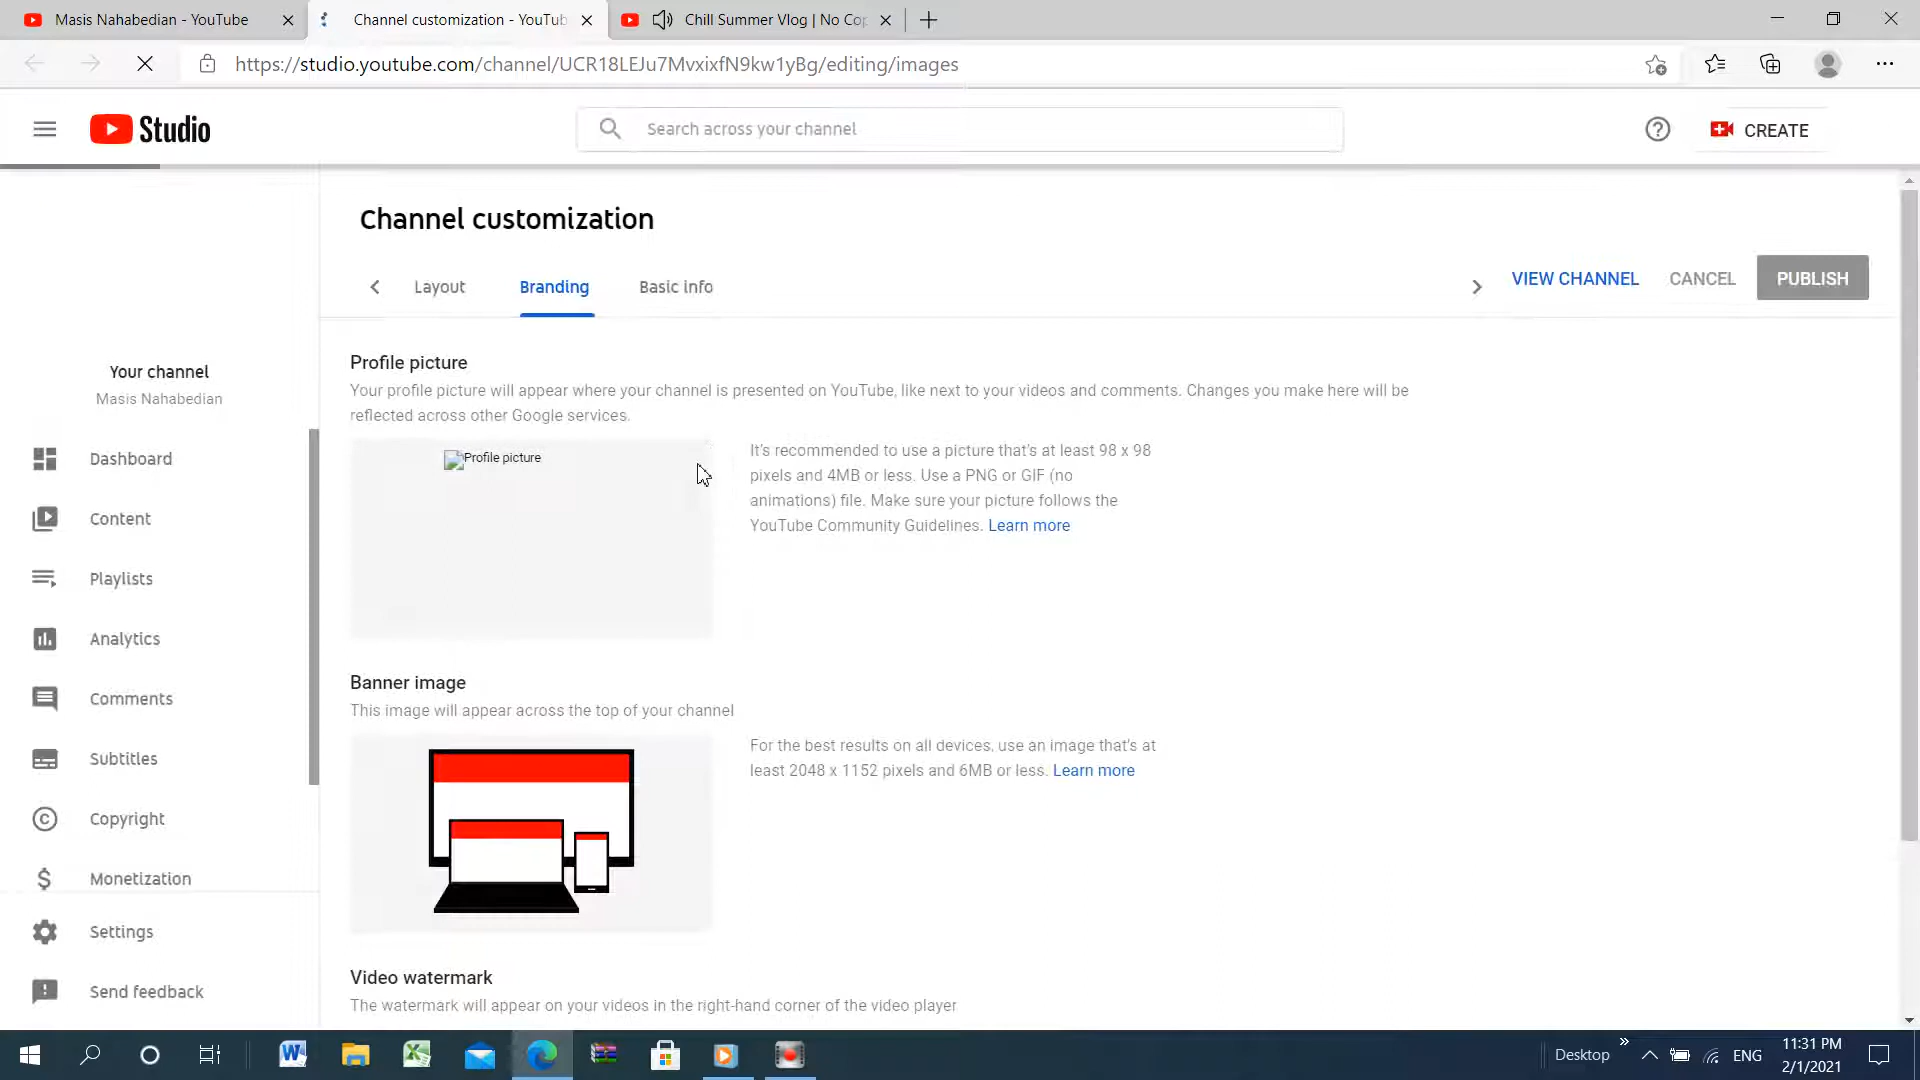 Masis Nahabedian - YouTube
Channel customization - YouTub
Chill Summer Vlog | No Cop
https://studio.youtube.com/channel/UCR18LEJu7MvxixfN9kw1yBg/editing/images
Studio
Search across your channel
CREATE
Channel customization
Layout
Branding
Basic info
VIEW CHANNEL
CANCEL
PUBLISH
Your channel
Masis Nahabedian
Dashboard
Content
Playlists
Analytics
Comments
Subtitles
Copyright
Monetization
Settings
Send feedback
Profile picture
Your profile picture will appear where your channel is presented on YouTube, like next to your videos and comments. Changes you make here will be
reflected across other Google services.
Profile picture
It's recommended to use a picture that's at least 98 x 98
pixels and 4MB or less. Use a PNG or GIF (no
animations) file. Make sure your picture follows the
YouTube Community Guidelines. Learn more
Banner image
This image will appear across the top of your channel
For the best results on all devices, use an image that's at
least 2048 x 1152 pixels and 6MB or less. Learn more
Video watermark
The watermark will appear on your videos in the right-hand corner of the video player
Desktop
ENG
11:31 PM
2/1/2021